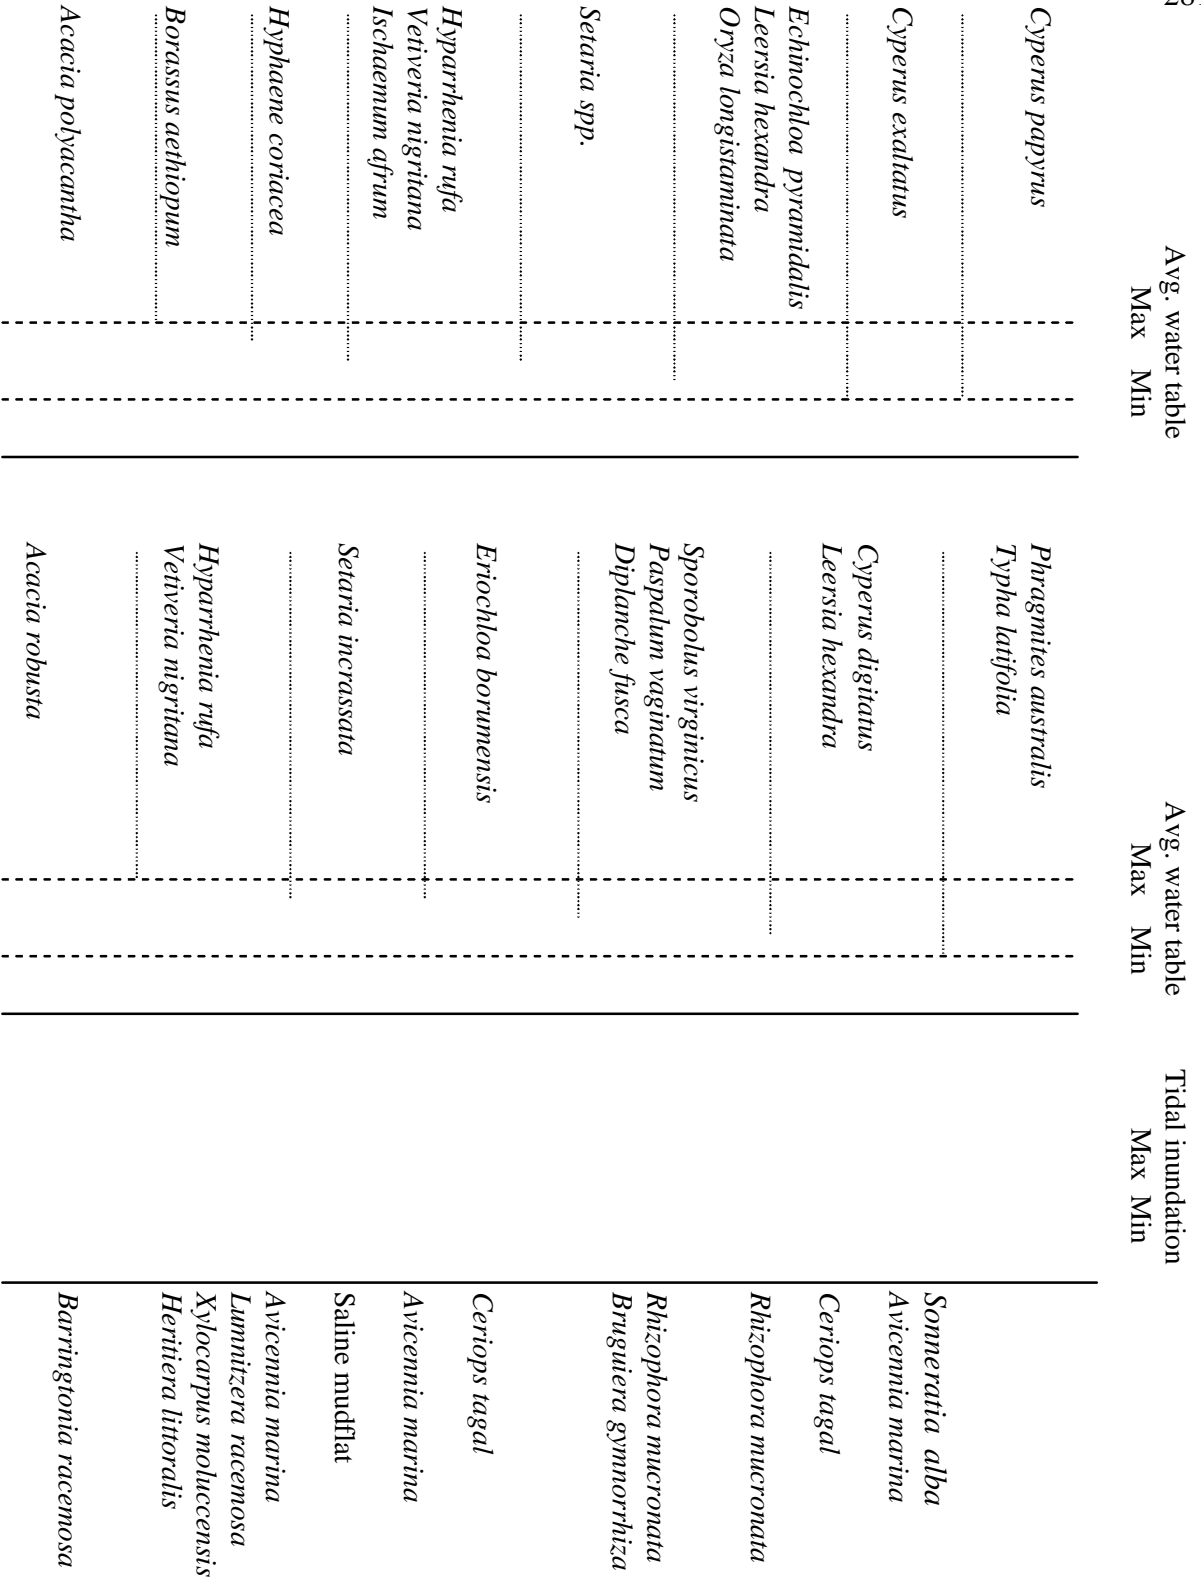 Avg. water table
Max Min
Cyperus papyrus
Cyperus exaltatus
Echinochloa pyramidalis
Leersia hexandra
Oryza longistaminata
Setaria spp.
Hyparrhenia rufa
Vetiveria nigritana
Ischaemum afrum
Hyphaene coriacea
Borassus aethiopum
Acacia polyacantha
Avg. water table
Max Min
Phragmites australis
Typha latifolia
Cyperus digitatus
Leersia hexandra
Sporobolus virginicus
Paspalum vaginatum
Diplanche fusca
Eriochloa borumensis
Setaria incrassata
Hyparrhenia rufa
Vetiveria nigritana
Acacia robusta
Tidal inundation
Max Min
Sonneratia alba
Avicennia marina
Ceriops tagal
Rhizophora mucronata
Rhizophora mucronata
Bruguiera gymnorrhiza
Ceriops tagal
Avicennia marina
Saline mudflat
Avicennia marina
Lumnitzera racemosa
Xylocarpus moluccensis
Heritiera littoralis
Barringtonia racemosa